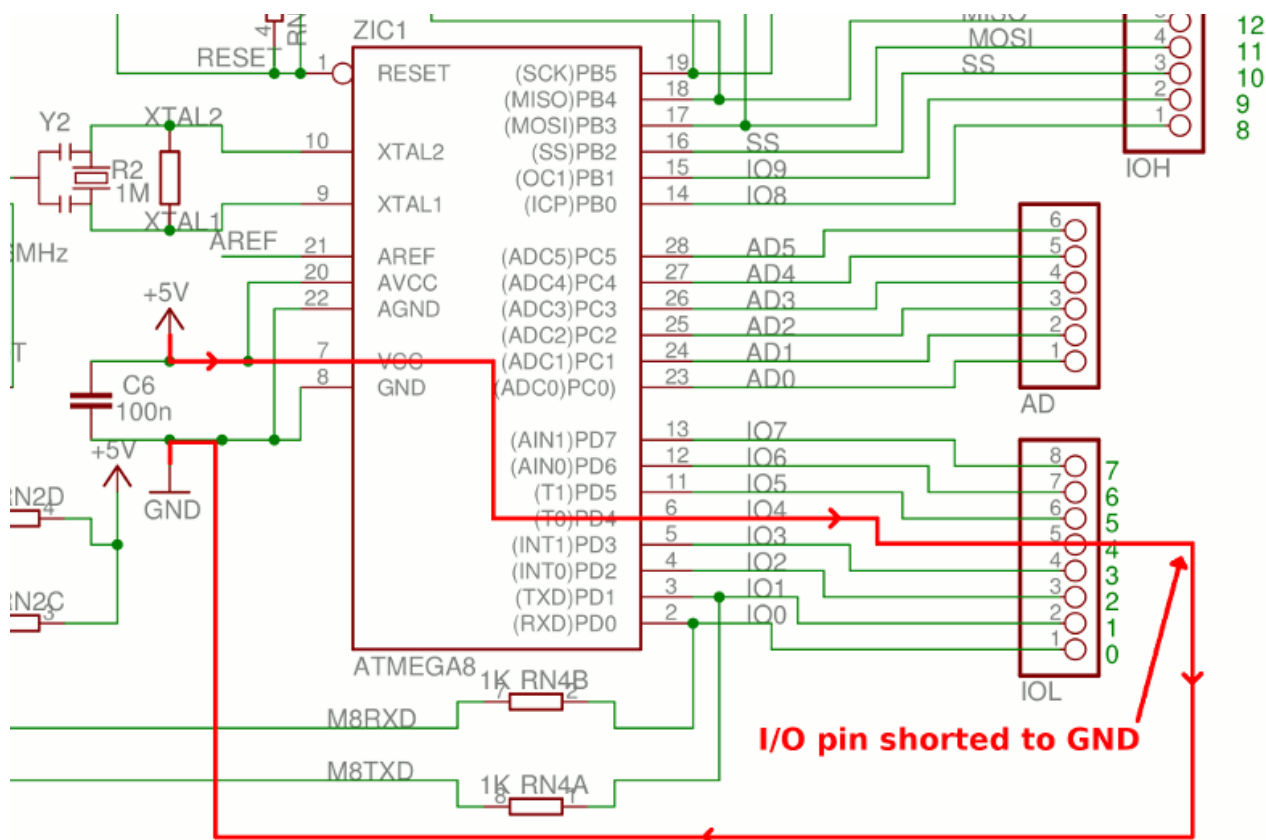 ZIC1
RN
4
RESET
1
RESET
(SCK)PB5
19
(MISO)PB4
18
(MOSI)PB3
17
(SS)PB2
16
SS
(OC1)PB1
15
IO9
(ICP)PB0
14
IO8
MISO
MOSI
SS
4
3
2
1
12
11
10
9
8
IOH
Y2
XTAL2
10
XTAL2
R2
1M
9
XTAL1
XTAL1
AREF
21
AREF
20
AVCC
22
AGND
MHz
+5V
T
7
VCC
8
GND
C6
100n
(ADC5)PC5
28
AD5
(ADC4)PC4
27
AD4
(ADC3)PC3
26
AD3
(ADC2)PC2
25
AD2
(ADC1)PC1
24
AD1
(ADC0)PC0)
23
AD0
6
5
4
3
2
1
AD
+5V
GND
RN2D
4
RN2C
3
(AIN1)PD7
13
IO7
(AIN0)PD6
12
IO6
(T1)PD5
11
IO5
(T0)PD4
6
IO4
(INT1)PD3
5
IO3
(INT0)PD2
4
IO2
(TXD)PD1
3
IO1
(RXD)PD0
2
IO0
8 7
7 6
6 5
5 4
4 3
3 2
2 1
1 0
IOL
ATMEGA8
1K RN4B
7 2
M8RXD
I/O pin shorted to GND
M8TXD
1K RN4A
8 1